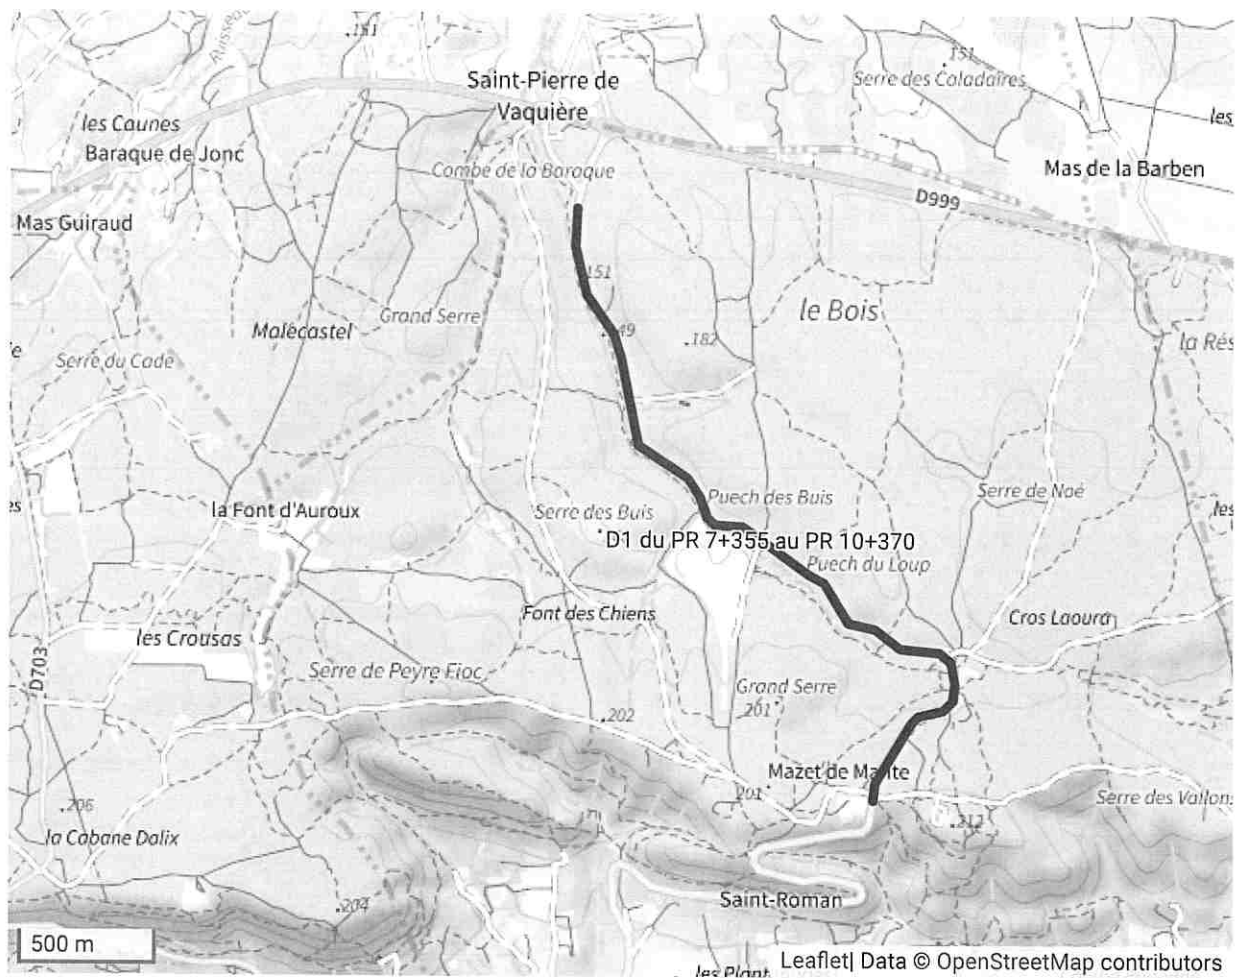 151
Saint-Pierre de
Vaquière
151
Serre des Caladaires
les Caunes
Baraque de Jonc
les
Combe de la Baraque
Mas de la Barben
D999
Mas Guiraud
151
le Bois
Grand Serre
Malécastel
182
la Rés
Serre du Cade
Puech des Buis
Serre de Noé
la Font d'Auroux
Serre des Buis
les
D1 du PR 7+355 au PR 10+370
Puech du Loup
Font des Chiens
Cros Laoura
les Crousas
D703
Serre de Peyre Fioc
Grand Serre
201
202
Mazet de Mante
201
Serre des Vallons
206
212
la Cabane Dalix
Saint-Roman
204
500 m
Leaflet| Data © OpenStreetMap contributors
les Plant